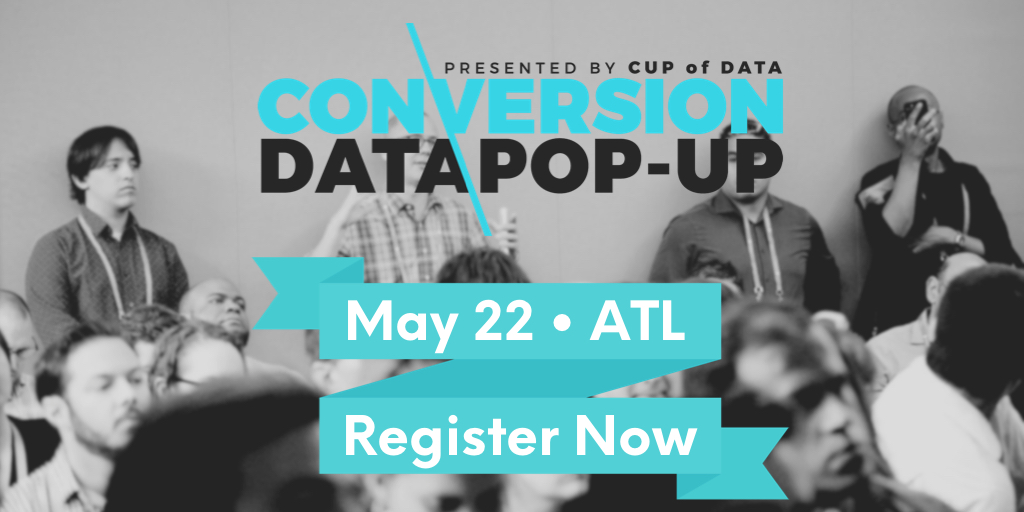 PRESENTED BY CUP of DATA
CONVERSION
DATA POP-UP
May 22 • ATL
Register Now